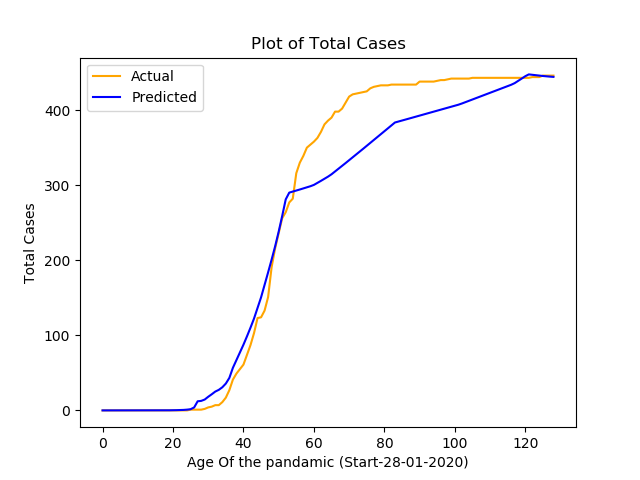 Plot of Total Cases
Actual
Predicted
400
300
200
100
0
Total Cases
0 20 40 60 80 100 120
Age Of the pandamic (Start-28-01-2020)